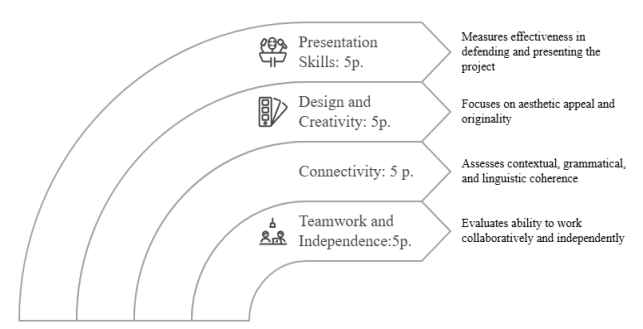 Presentation
Skills: 5p.
Measures effectiveness in
defending and presenting the
project
Design and
Creativity: 5p.
Focuses on aesthetic appeal and
originality
Connectivity: 5 p.
Assesses contextual, grammatical,
and linguistic coherence
Teamwork and
Independence:5p.
Evaluates ability to work
collaboratively and independently